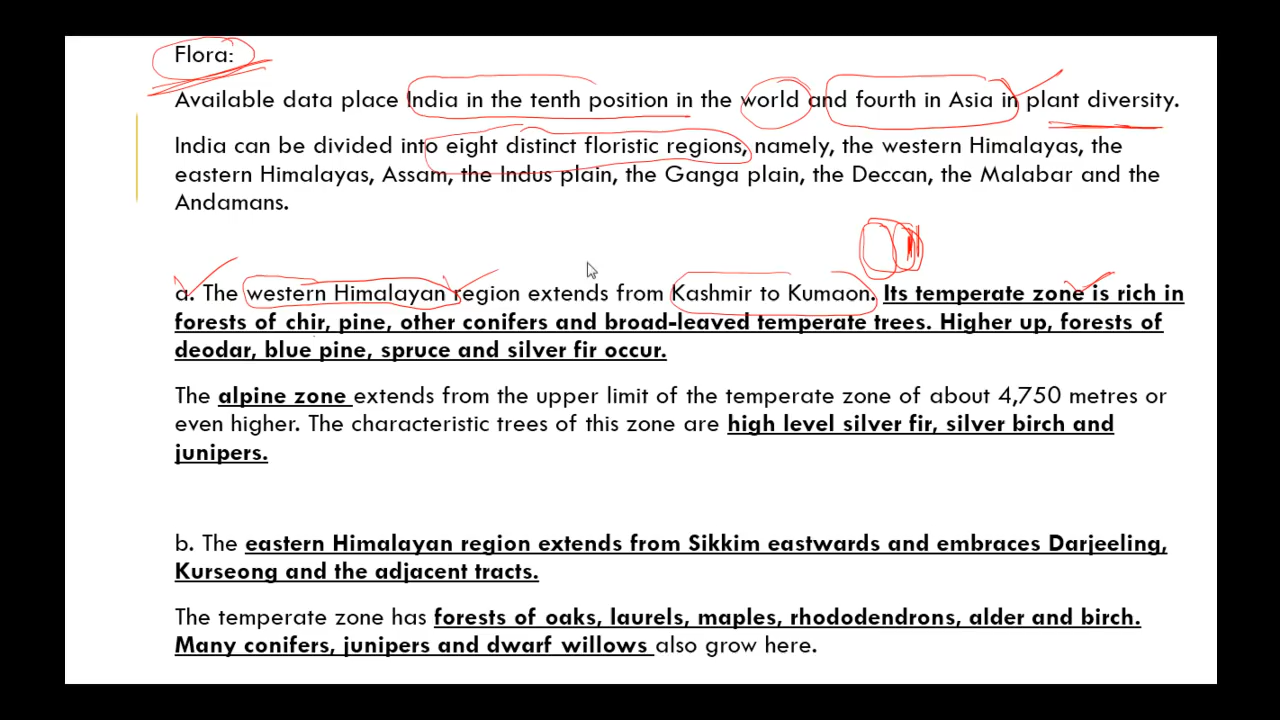 Flora:
Available data place India in the tenth position in the world and fourth in Asia in plant diversity.
India can be divided into eight distinct floristic regions, namely, the western Himalayas, the
eastern Himalayas, Assam, the Indus plain, the Ganga plain, the Deccan, the Malabar and the
Andamans.
a. The western Himalayan region extends from Kashmir to Kumaon. Its temperate zone is rich in
forests of chir, pine, other conifers and broad-leaved temperate trees. Higher up, forests of
deodar, blue pine, spruce and silver fir occur.
The alpine zone extends from the upper limit of the temperate zone of about 4,750 metres or
even higher. The characteristic trees of this zone are high level silver fir, silver birch and
junipers.
b. The eastern Himalayan region extends from Sikkim eastwards and embraces Darjeeling,
Kurseong and the adjacent tracts.
The temperate zone has forests of oaks, laurels, maples, rhododendrons, alder and birch.
Many conifers, junipers and dwarf willows also grow here.